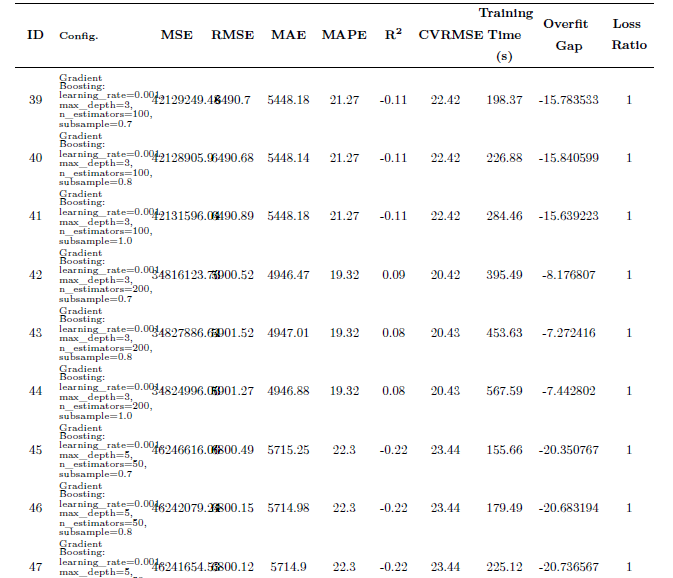 Training
ID Config. MSE RMSE MAE MAPE R² CVRMSE Time Overfit Gap Loss Ratio
(s)
Gradient
Boosting:
learning_rate=0.001,
39 max_depth=3, 42129249.48 6490.7 5448.18 21.27 -0.11 22.42 198.37 -15.783533 1
n_estimators=100,
subsample=0.7
Gradient
Boosting:
learning_rate=0.001,
40 max_depth=3, 42128905.9 6490.68 5448.14 21.27 -0.11 22.42 226.88 -15.840599 1
n_estimators=100,
subsample=0.8
Gradient
Boosting:
learning_rate=0.001,
41 max_depth=3, 42131596.04 6490.89 5448.18 21.27 -0.11 22.42 284.46 -15.639223 1
n_estimators=100,
subsample=1.0
Gradient
Boosting:
learning_rate=0.001,
42 max_depth=3, 5900.52 4946.47 19.32 0.09 20.42 395.49 -8.176807 1
n_estimators=200,
subsample=0.7
Gradient
Boosting:
learning_rate=0.001,
43 max_depth=3, 34827886.64 5901.52 4947.01 19.32 0.08 20.43 453.63 -7.272416 1
n_estimators=200,
subsample=0.8
Gradient
Boosting:
learning_rate=0.001,
44 max_depth=3, 5901.27 4946.88 19.32 0.08 20.43 567.59 -7.442802 1
n_estimators=200,
subsample=1.0
Gradient
Boosting:
learning_rate=0.001,
45 max_depth=5, 6800.49 5715.25 22.3 -0.22 23.44 155.66 -20.350767 1
n_estimators=50,
subsample=0.7
Gradient
Boosting:
learning_rate=0.001,
46 max_depth=5, 46242079.24 6800.15 5714.98 22.3 -0.22 23.44 179.49 -20.683194 1
n_estimators=50,
subsample=0.8
Gradient
Boosting:
learning_rate=0.001,
47 max_depth=5, 6800.12 5714.9 22.3 -0.22 23.44 225.12 -20.736567 1